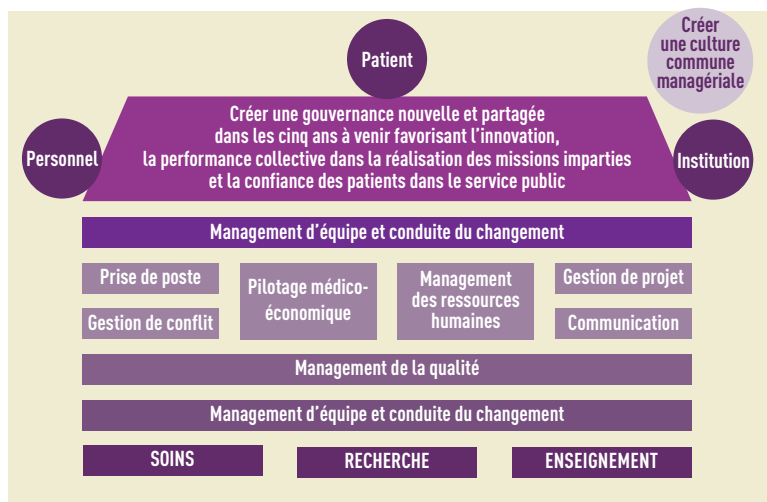 Créer
une culture
commune
managériale
Patient
Créer une gouvernance nouvelle et partagée
dans les cinq ans à venir favorisant l'innovation,
la performance collective dans la réalisation des missions imparties
et la confiance des patients dans le service public
Personnel
Institution
Management d'équipe et conduite du changement
Prise de poste
Gestion de conflit
Pilotage médico-
économique
Management
des ressources
humaines
Gestion de projet
Communication
Management de la qualité
Management d'équipe et conduite du changement
SOINS
RECHERCHE
ENSEIGNEMENT